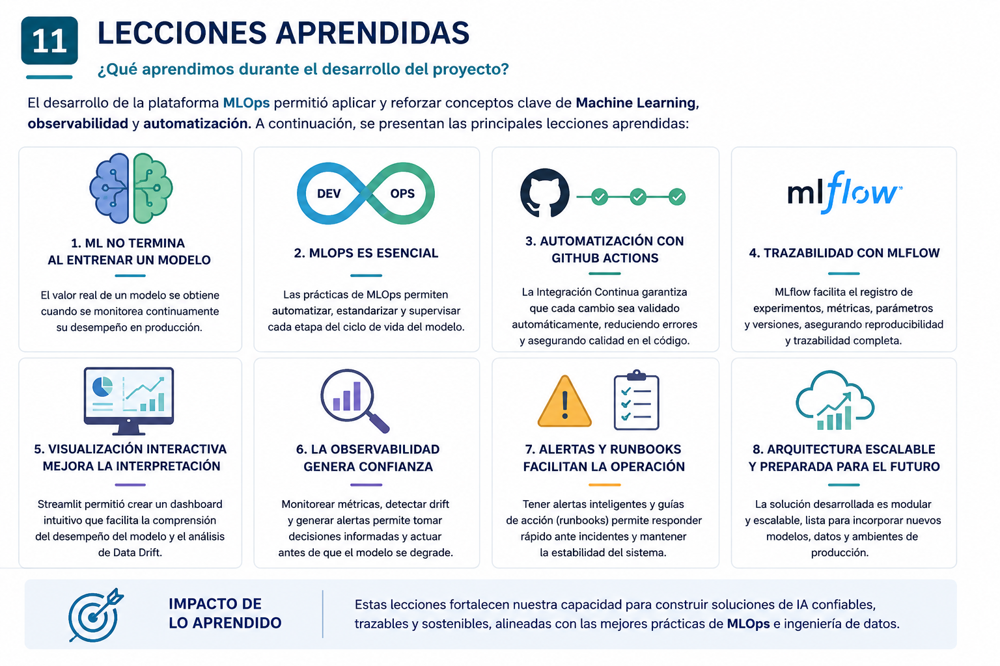 11
LECCIONES APRENDIDAS
¿Qué aprendimos durante el desarrollo del proyecto?
El desarrollo de la plataforma MLOps permitió aplicar y reforzar conceptos clave de Machine Learning,
observabilidad y automatización. A continuación, se presentan las principales lecciones aprendidas:
1. ML NO TERMINA
AL ENTRENAR UN MODELO
El valor real de un modelo se obtiene
cuando se monitorea continuamente
su desempeño en producción.
DEV OPS
2. MLOPS ES ESENCIAL
Las prácticas de MLOps permiten
automatizar, estandarizar y supervisar
cada etapa del ciclo de vida del modelo.
3. AUTOMATIZACIÓN CON
GITHUB ACTIONS
La Integración Continua garantiza
que cada cambio sea validado
automáticamente, reduciendo errores
y asegurando calidad en el código.
mlflow™
4. TRAZABILIDAD CON MLFLOW
MLflow facilita el registro de
experimentos, métricas, parámetros
y versiones, asegurando reproducibilidad
y trazabilidad completa.
5. VISUALIZACIÓN INTERACTIVA
MEJORA LA INTERPRETACIÓN
Streamlit permitió crear un dashboard
intuitivo que facilita la comprensión
del desempeño del modelo y el análisis
de Data Drift.
6. LA OBSERVABILIDAD
GENERA CONFIANZA
Monitorear métricas, detectar drift
y generar alertas permite tomar
decisiones informadas y actuar
antes de que el modelo se degrade.
7. ALERTAS Y RUNBOOKS
FACILITAN LA OPERACIÓN
Tener alertas inteligentes y guías
de acción (runbooks) permite responder
rápido ante incidentes y mantener
la estabilidad del sistema.
8. ARQUITECTURA ESCALABLE
Y PREPARADA PARA EL FUTURO
La solución desarrollada es modular
y escalable, lista para incorporar nuevos
modelos, datos y ambientes de
producción.
IMPACTO DE
LO APRENDIDO
Estas lecciones fortalecen nuestra capacidad para construir soluciones de IA confiables,
trazables y sostenibles, alineadas con las mejores prácticas de MLOps e ingeniería de datos.